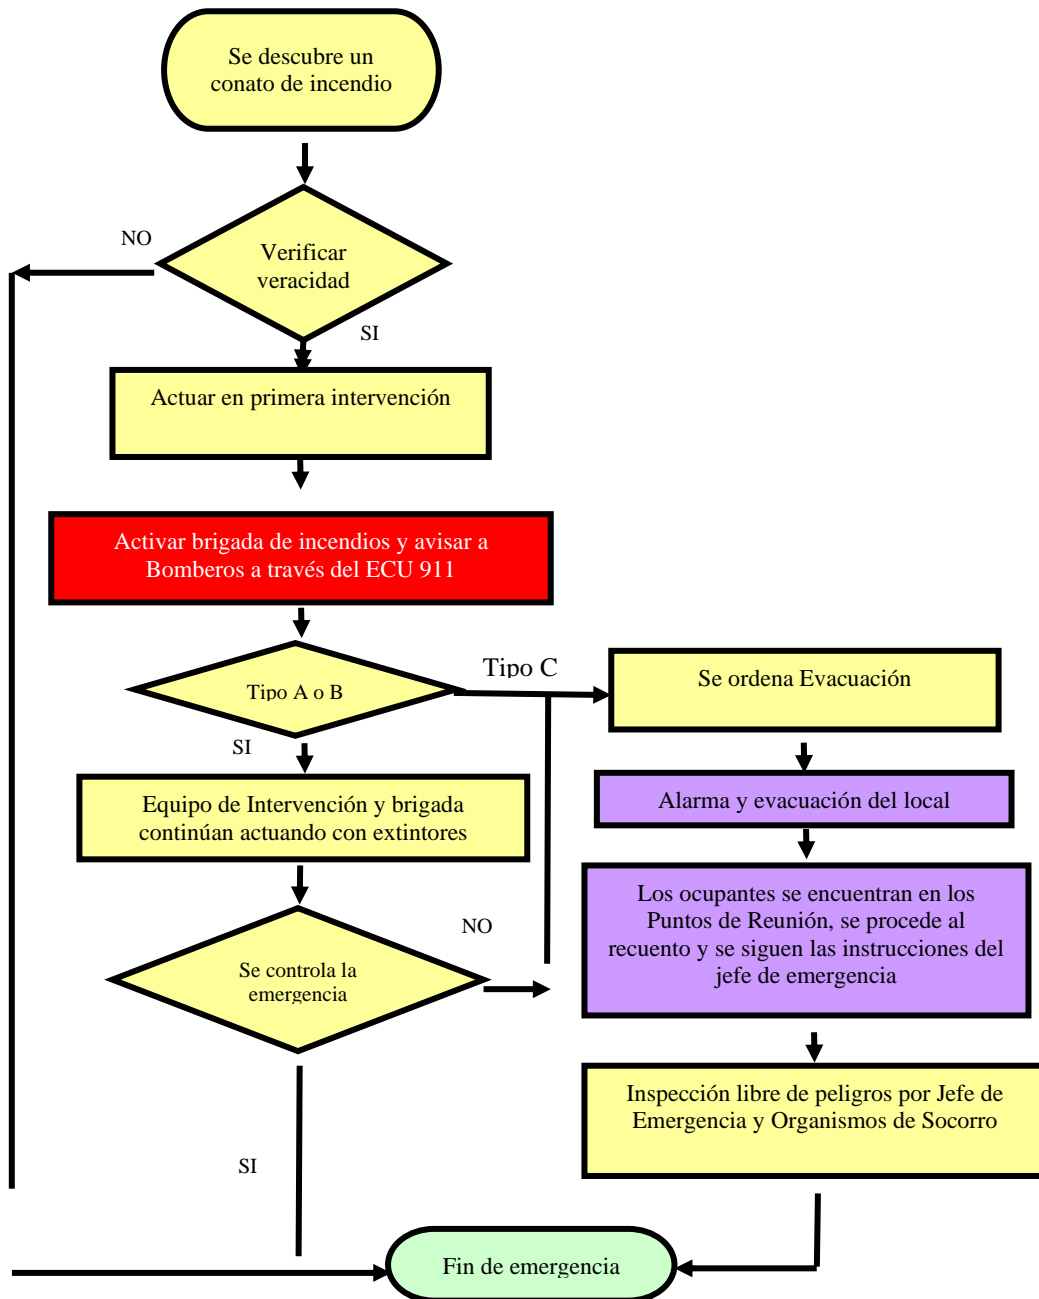 Se descubre un
conato de incendio
NO
Verificar
veracidad
SI
Actuar en primera intervención
Activar brigada de incendios y avisar a
Bomberos a través del ECU 911
Tipo C
Tipo A o B
SI
Se ordena Evacuación
Alarma y evacuación del local
Equipo de Intervención y brigada
continúan actuando con extintores
Los ocupantes se encuentran en los
Puntos de Reunión, se procede al
recuento y se siguen las instrucciones del
jefe de emergencia
NO
Se controla la
emergencia
Inspección libre de peligros por Jefe de
Emergencia y Organismos de Socorro
SI
Fin de emergencia